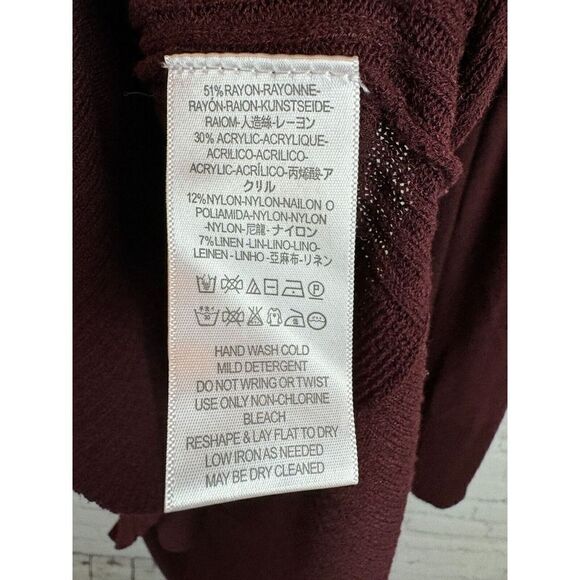 51%RAYON-RAYONNE-
RAYÓN-RAION-KUNSTSEIDE-
RAIOM-人造絲-レーヨン
30% ACRYLIC-ACRYLIQUE-
ACRILICO-ACRILICO-
ACRYLIC-ACRÍLICO-丙烯酸-ア
クリル
12%NYLON-NYLON-NAILON O
POLIAMIDA-NYLON-NYLON
-NYLON-尼龍- ナイロン
7%LINEN -LIN-LINO-LINO-
LEINEN - LINHO -亞麻布-リネン
HAND WASH COLD
MILD DETERGENT
DO NOT WRING OR TWIST
USE ONLY NON-CHLORINE
BLEACH
RESHAPE & LAY FLAT TO DRY
LOW IRON AS NEEDED
MAY BE DRY CLEANED